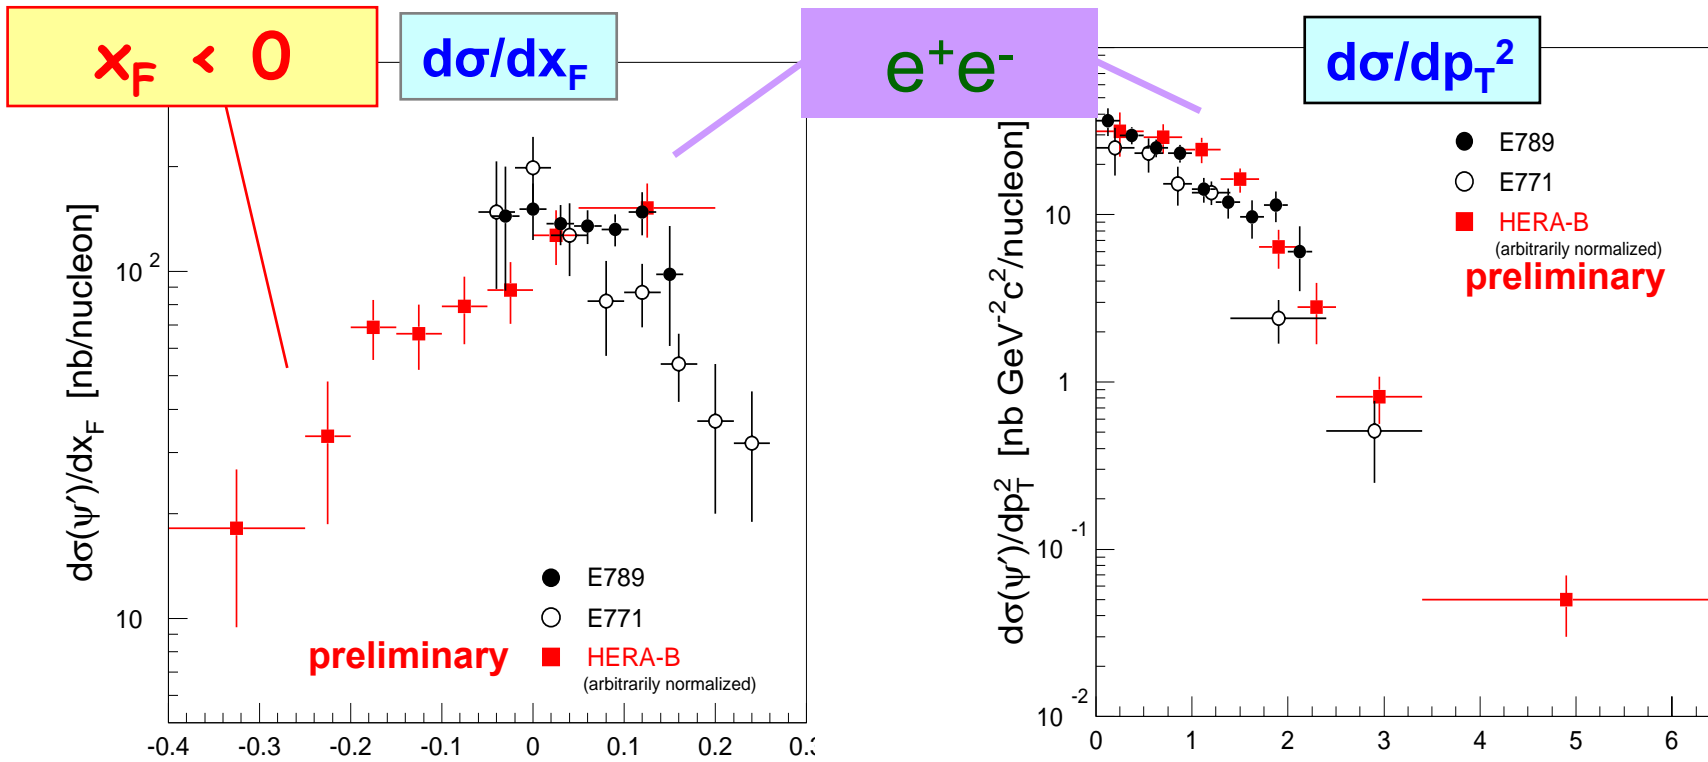 x_F < 0
dσ/dx_F
e⁺e⁻
dσ/dp_T²
dσ(ψ′)/dx_F [nb/nucleon]
10²
10
-0.4 -0.3 -0.2 -0.1 0 0.1 0.2
E789
E771
HERA-B
(arbitrarily normalized)
preliminary
dσ(ψ′)/dp_T² [nb GeV⁻²c²/nucleon]
10
1
10⁻¹
10⁻²
0 1 2 3 4 5 6
E789
E771
HERA-B
(arbitrarily normalized)
preliminary